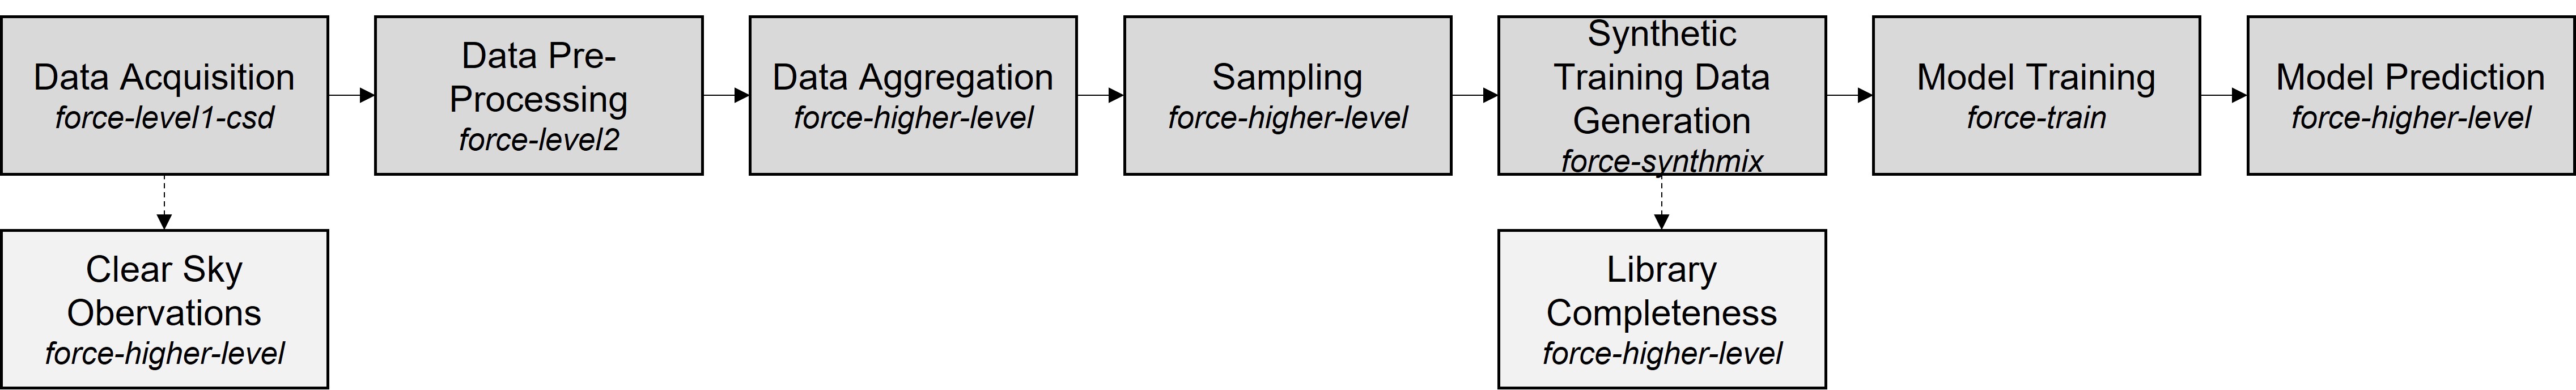 Data Acquisition
force-level1-csd
Data Pre-
Processing
force-level2
Data Aggregation
force-higher-level
Sampling
force-higher-level
Synthetic
Training Data
Generation
force-synthmix
Model Training
force-train
Model Prediction
force-higher-level
Clear Sky
Obervations
force-higher-level
Library
Completeness
force-higher-level